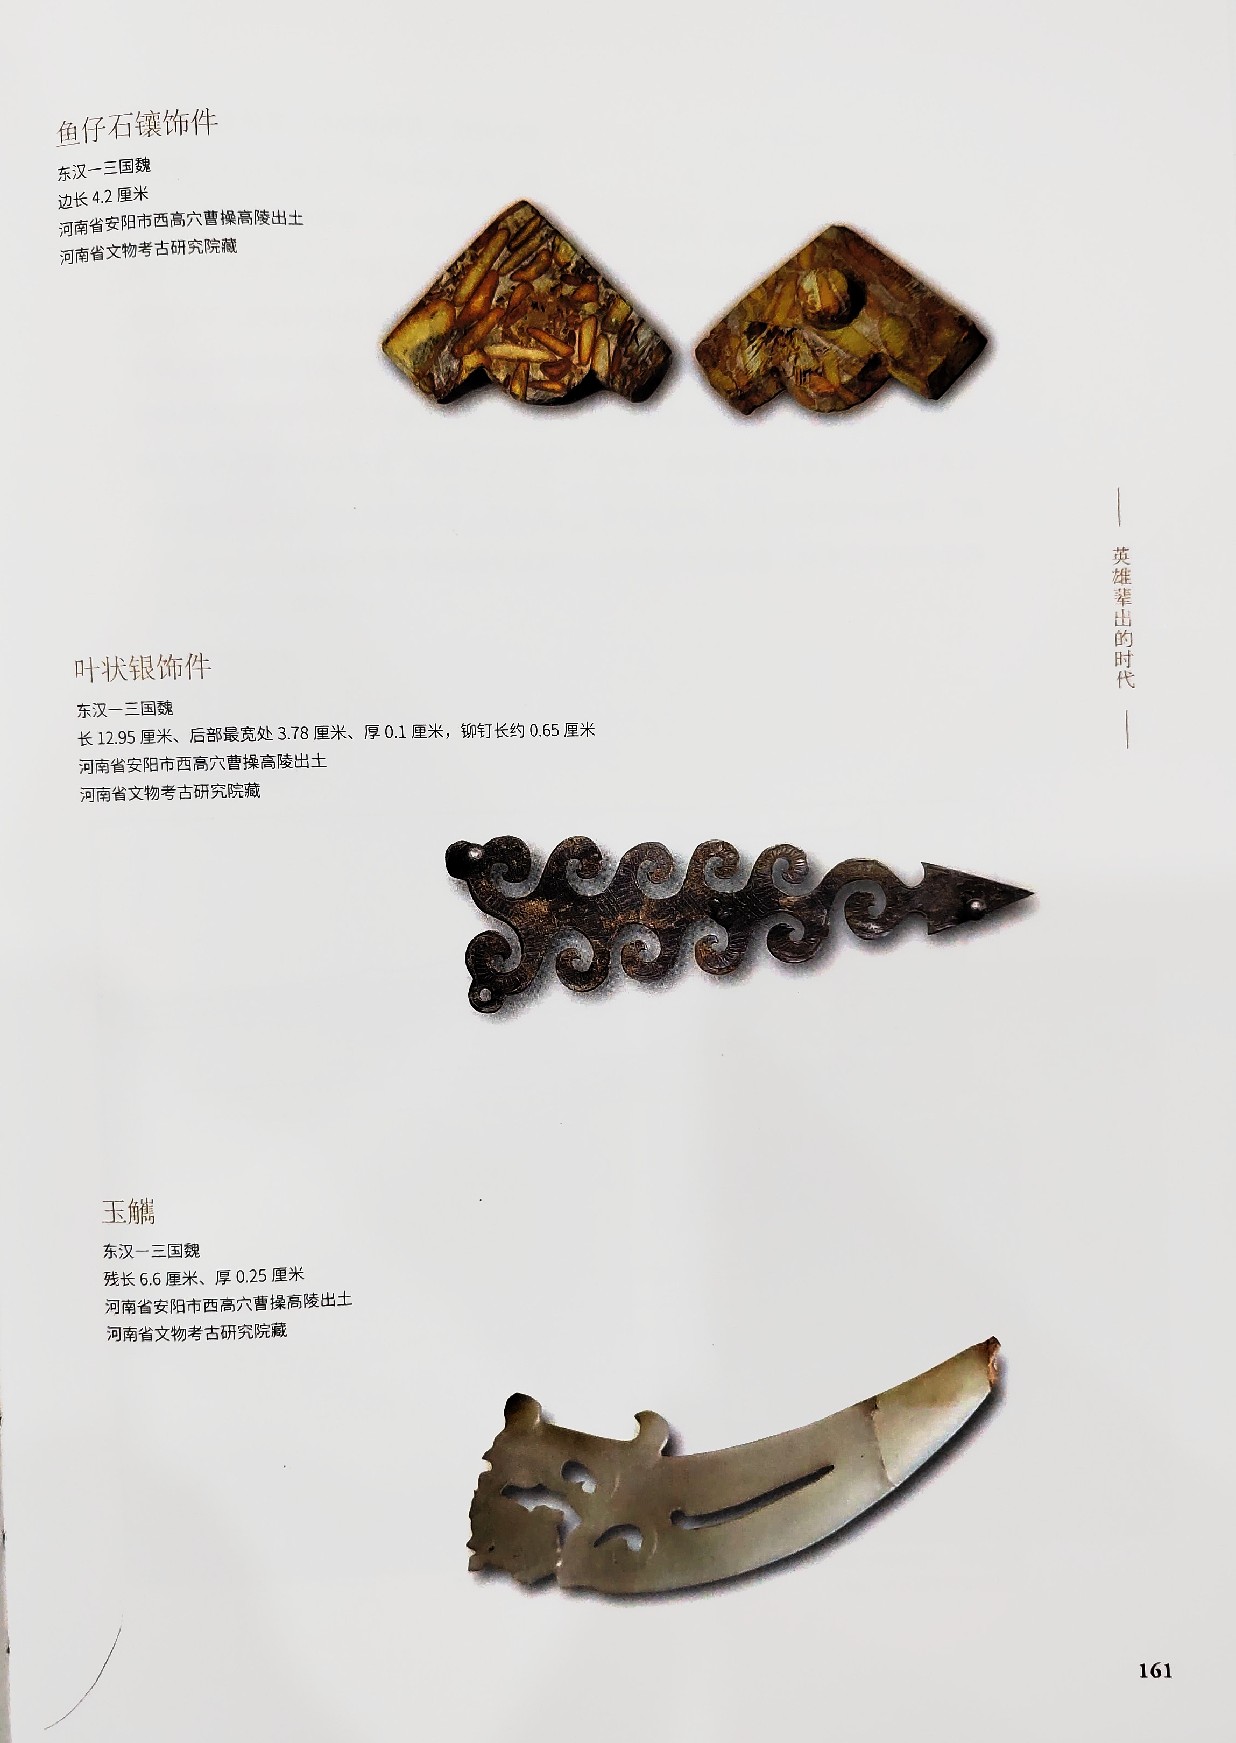 鱼仔石镶饰件
东汉—三国魏
边长 4.2 厘米
河南省安阳市西高穴曹操高陵出土
河南省文物考古研究院藏
叶状银饰件
东汉—三国魏
长 12.95 厘米、后部最宽处 3.78 厘米、厚 0.1 厘米，铆钉长约 0.65 厘米
河南省安阳市西高穴曹操高陵出土
河南省文物考古研究院藏
玉觿
东汉—三国魏
残长 6.6 厘米、厚 0.25 厘米
河南省安阳市西高穴曹操高陵出土
河南省文物考古研究院藏
英雄辈出的时代
161